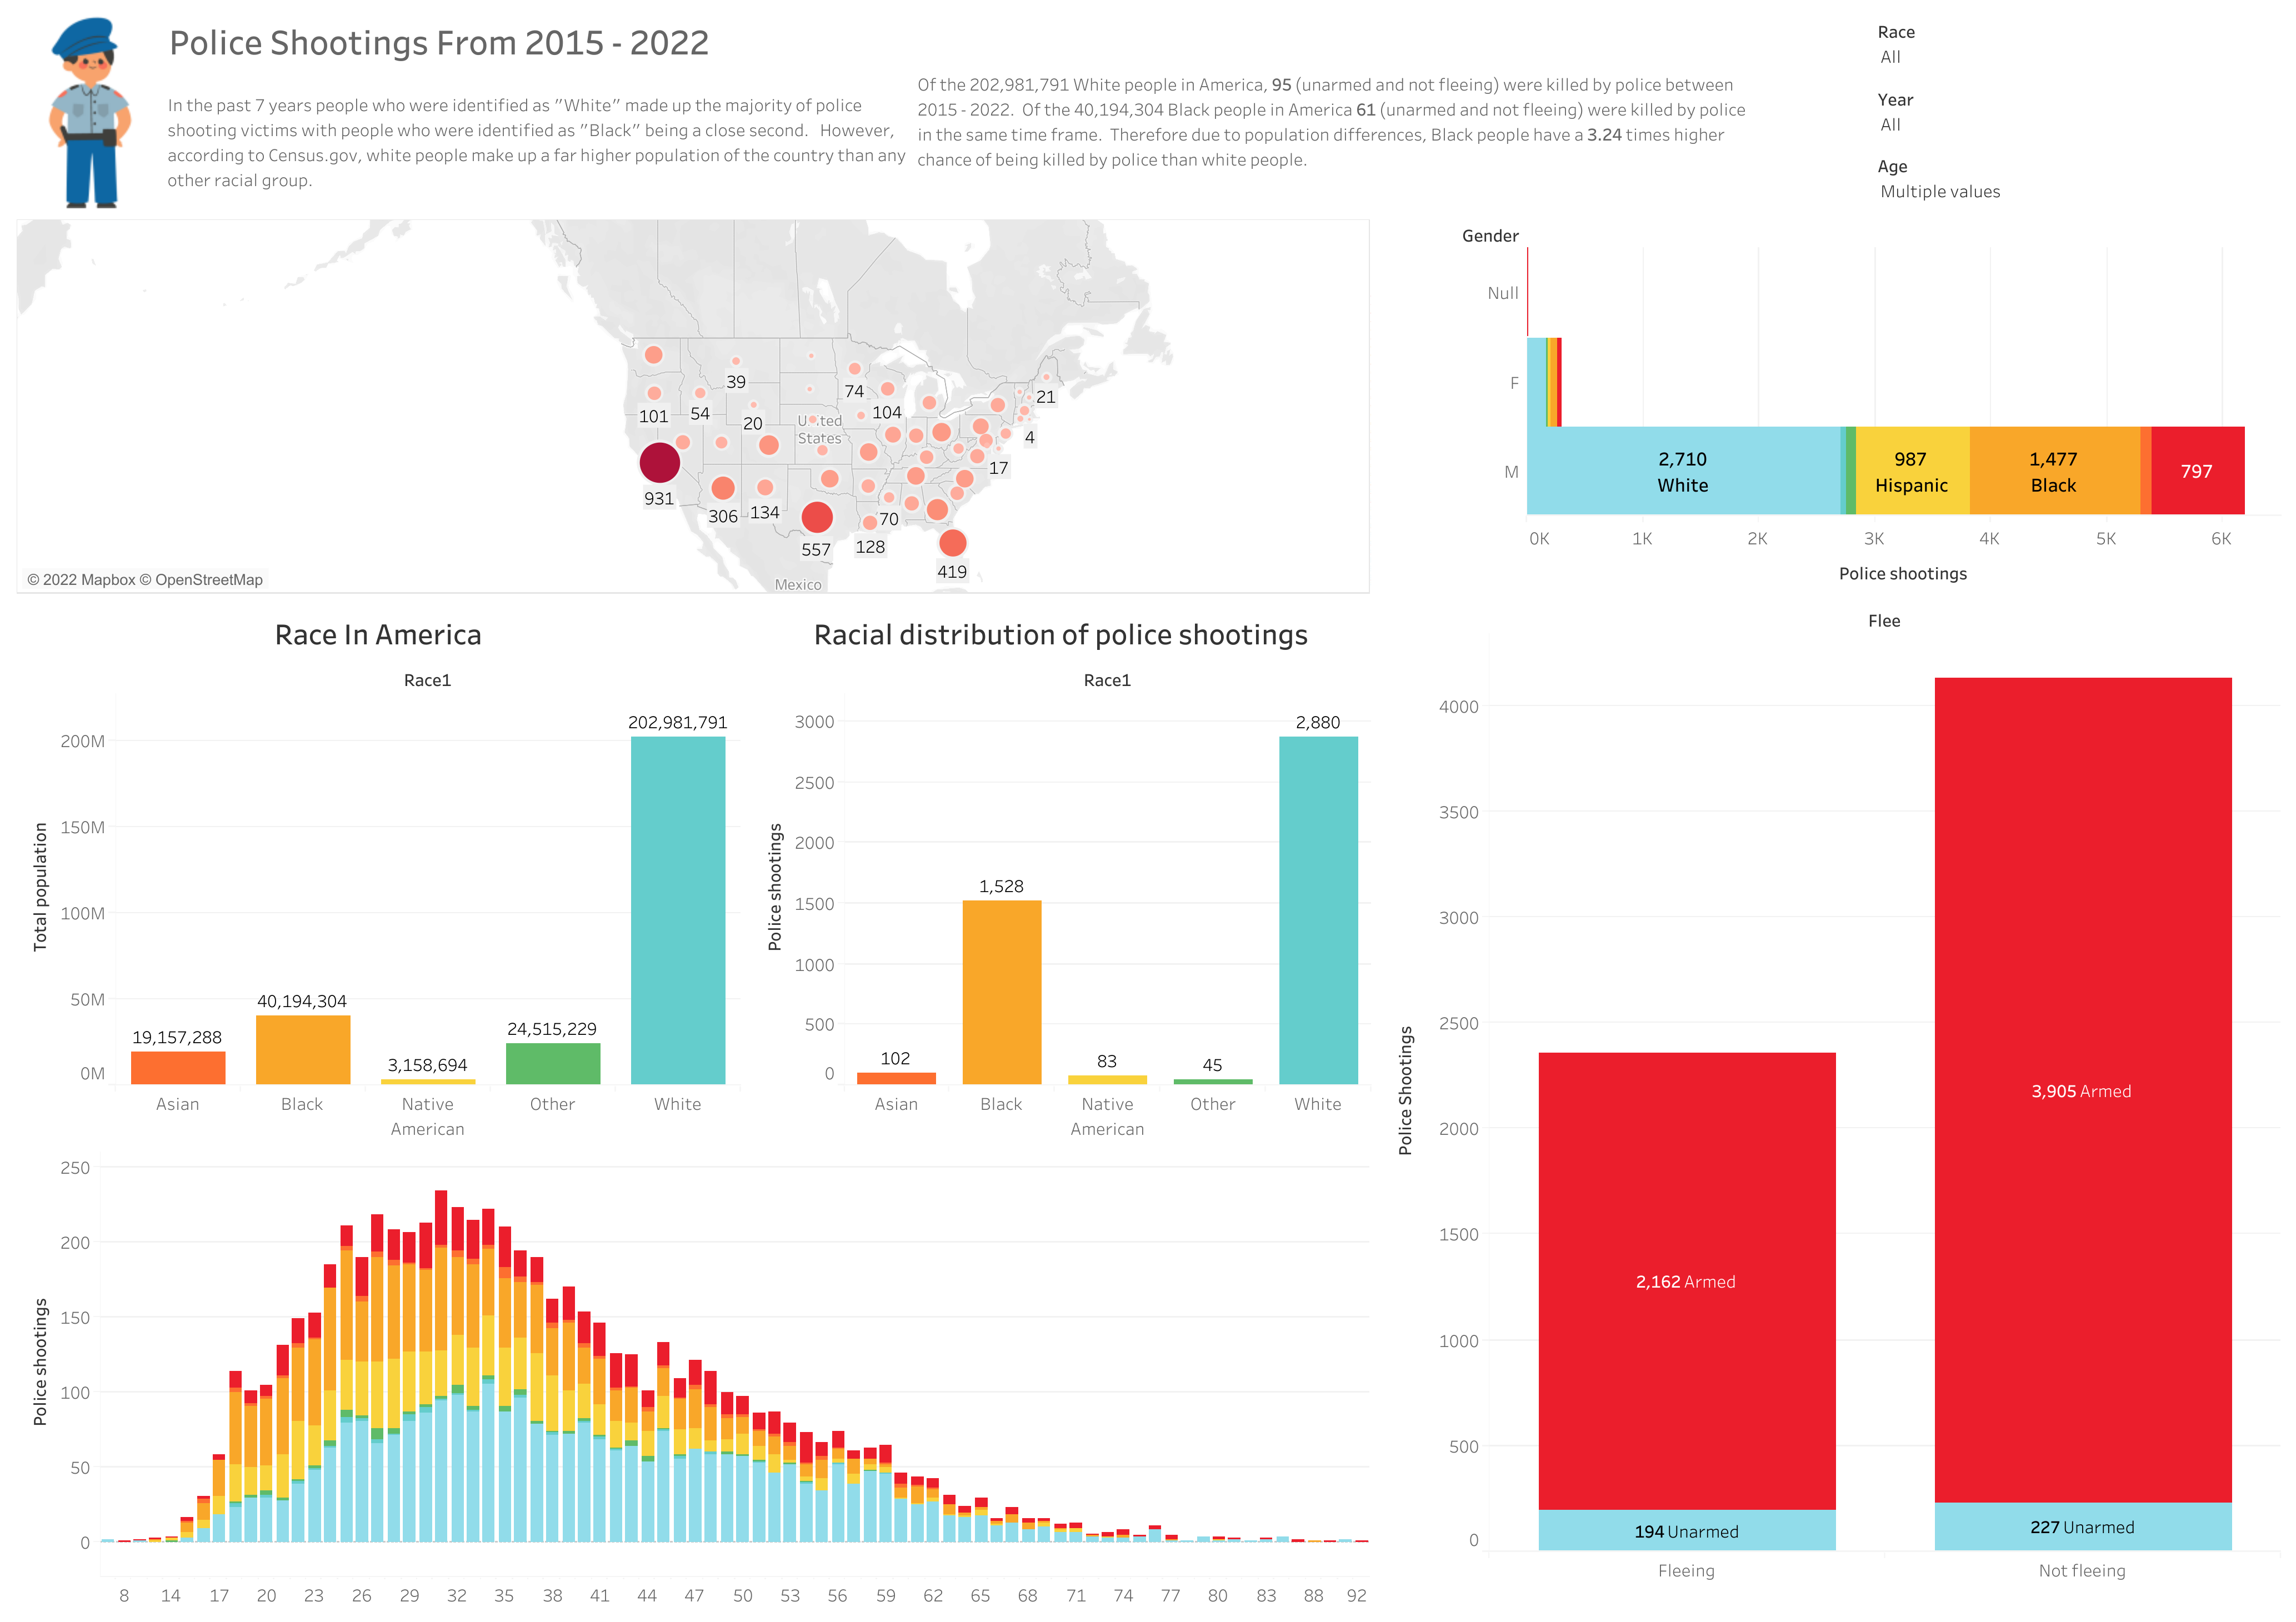 Police Shootings From 2015 - 2022
In the past 7 years people who were identified as "White" made up the majority of police
shooting victims with people who were identified as "Black" being a close second.  However,
according to Census.gov, white people make up a far higher population of the country than any
other racial group.
Of the 202,981,791 White people in America, 95 (unarmed and not fleeing) were killed by police between
2015 - 2022.  Of the 40,194,304 Black people in America 61 (unarmed and not fleeing) were killed by police
in the same time frame.  Therefore due to population differences, Black people have a 3.24 times higher
chance of being killed by police than white people.
Race
All
Year
All
Age
Multiple values
39
74
21
101
54
20
104
United
States
4
17
931
306
134
70
557
128
419
Mexico
© 2022 Mapbox © OpenStreetMap
Gender
Null
F
M
2,710
White
987
Hispanic
1,477
Black
797
0K
1K
2K
3K
4K
5K
6K
Police shootings
Race In America
Race1
Total population
200M
150M
100M
50M
0M
19,157,288
40,194,304
3,158,694
24,515,229
202,981,791
Asian
Black
Native
American
Other
White
Racial distribution of police shootings
Race1
Police shootings
3000
2500
2000
1500
1000
500
0
102
1,528
83
45
2,880
Asian
Black
Native
American
Other
White
Flee
Police Shootings
4000
3500
3000
2500
2000
1500
1000
500
0
2,162 Armed
194 Unarmed
3,905 Armed
227 Unarmed
Fleeing
Not fleeing
Police shootings
250
200
150
100
50
0
8
14
17
20
23
26
29
32
35
38
41
44
47
50
53
56
59
62
65
68
71
74
77
80
83
88
92